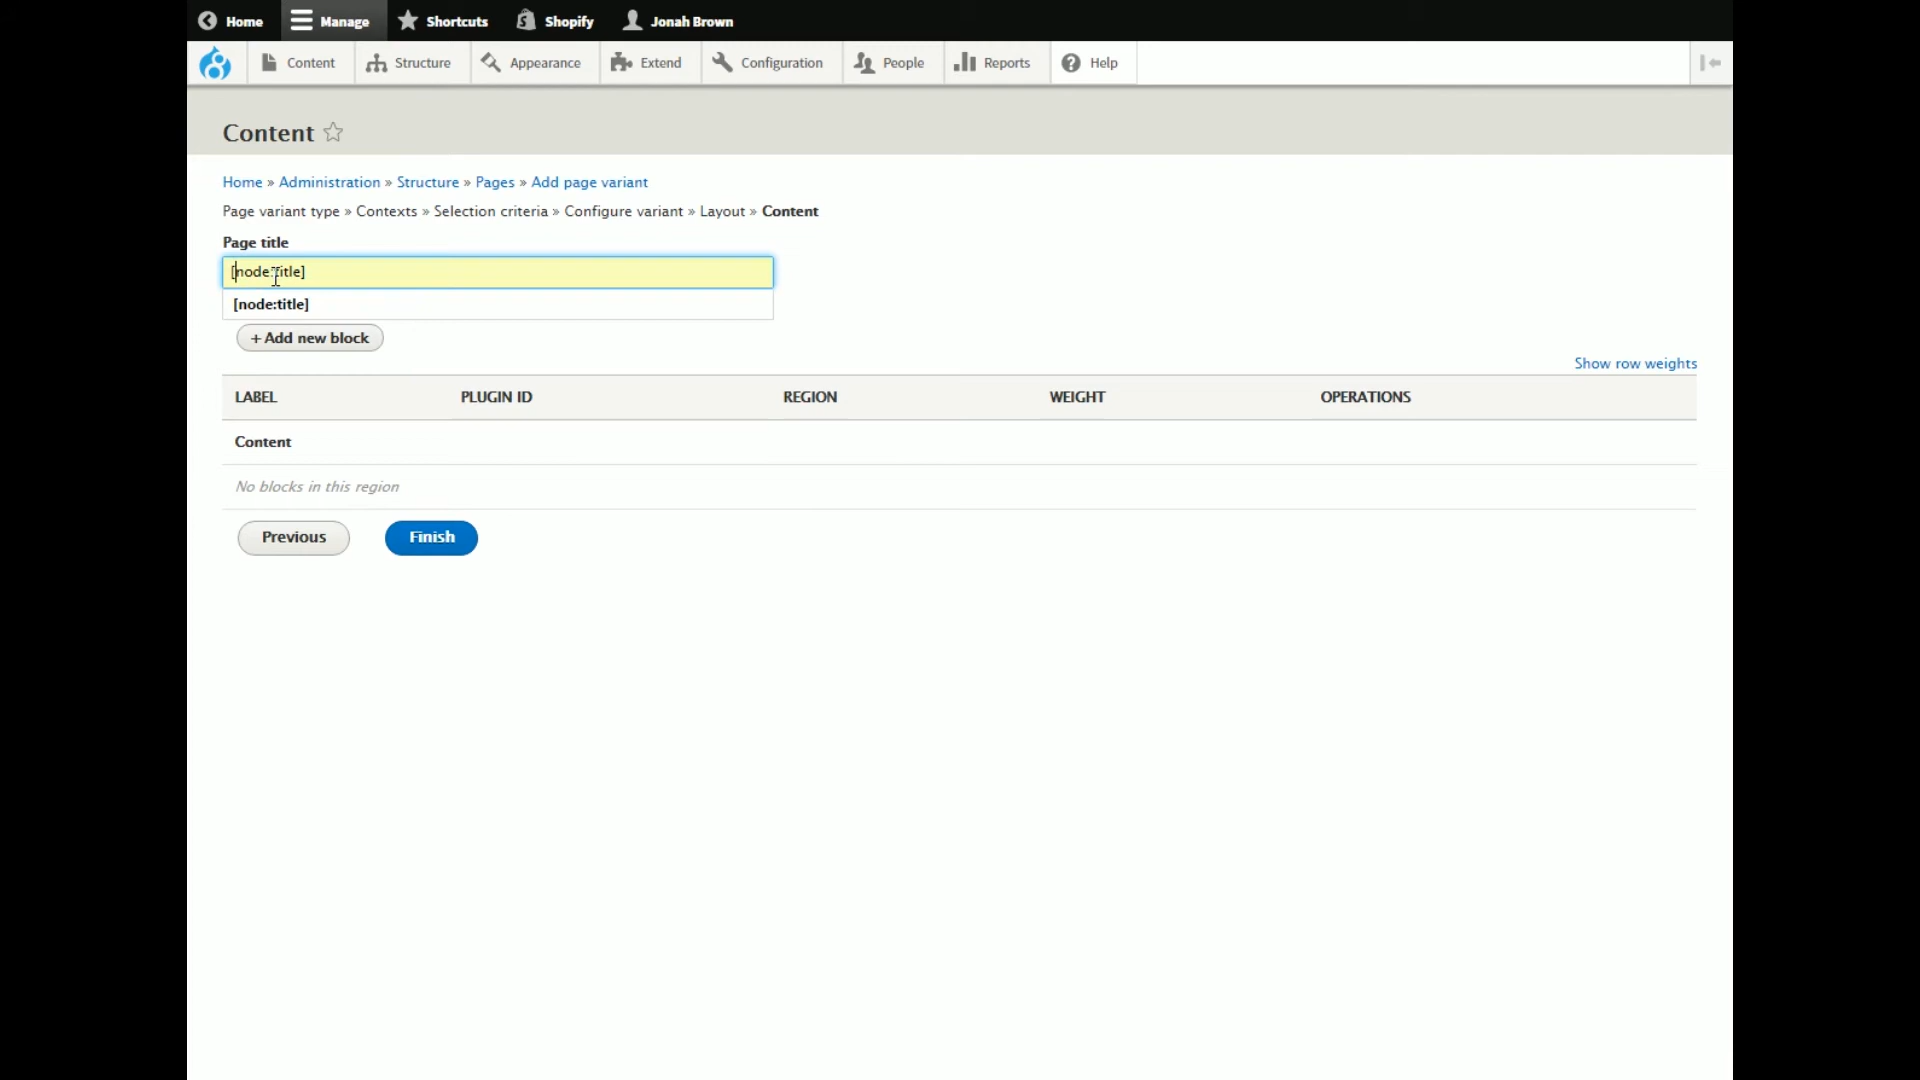 Home Manage Shortcuts Shopify Jonah Brown
Content Structure Appearance Extend Configuration People Reports Help
Content
Home » Administration » Structure » Pages » Add page variant
Page variant type » Contexts » Selection criteria » Configure variant » Layout » Content
Page title
[node:title]
[node:title]
+ Add new block
Show row weights
LABEL PLUGIN ID REGION WEIGHT OPERATIONS
Content
No blocks in this region
Previous Finish